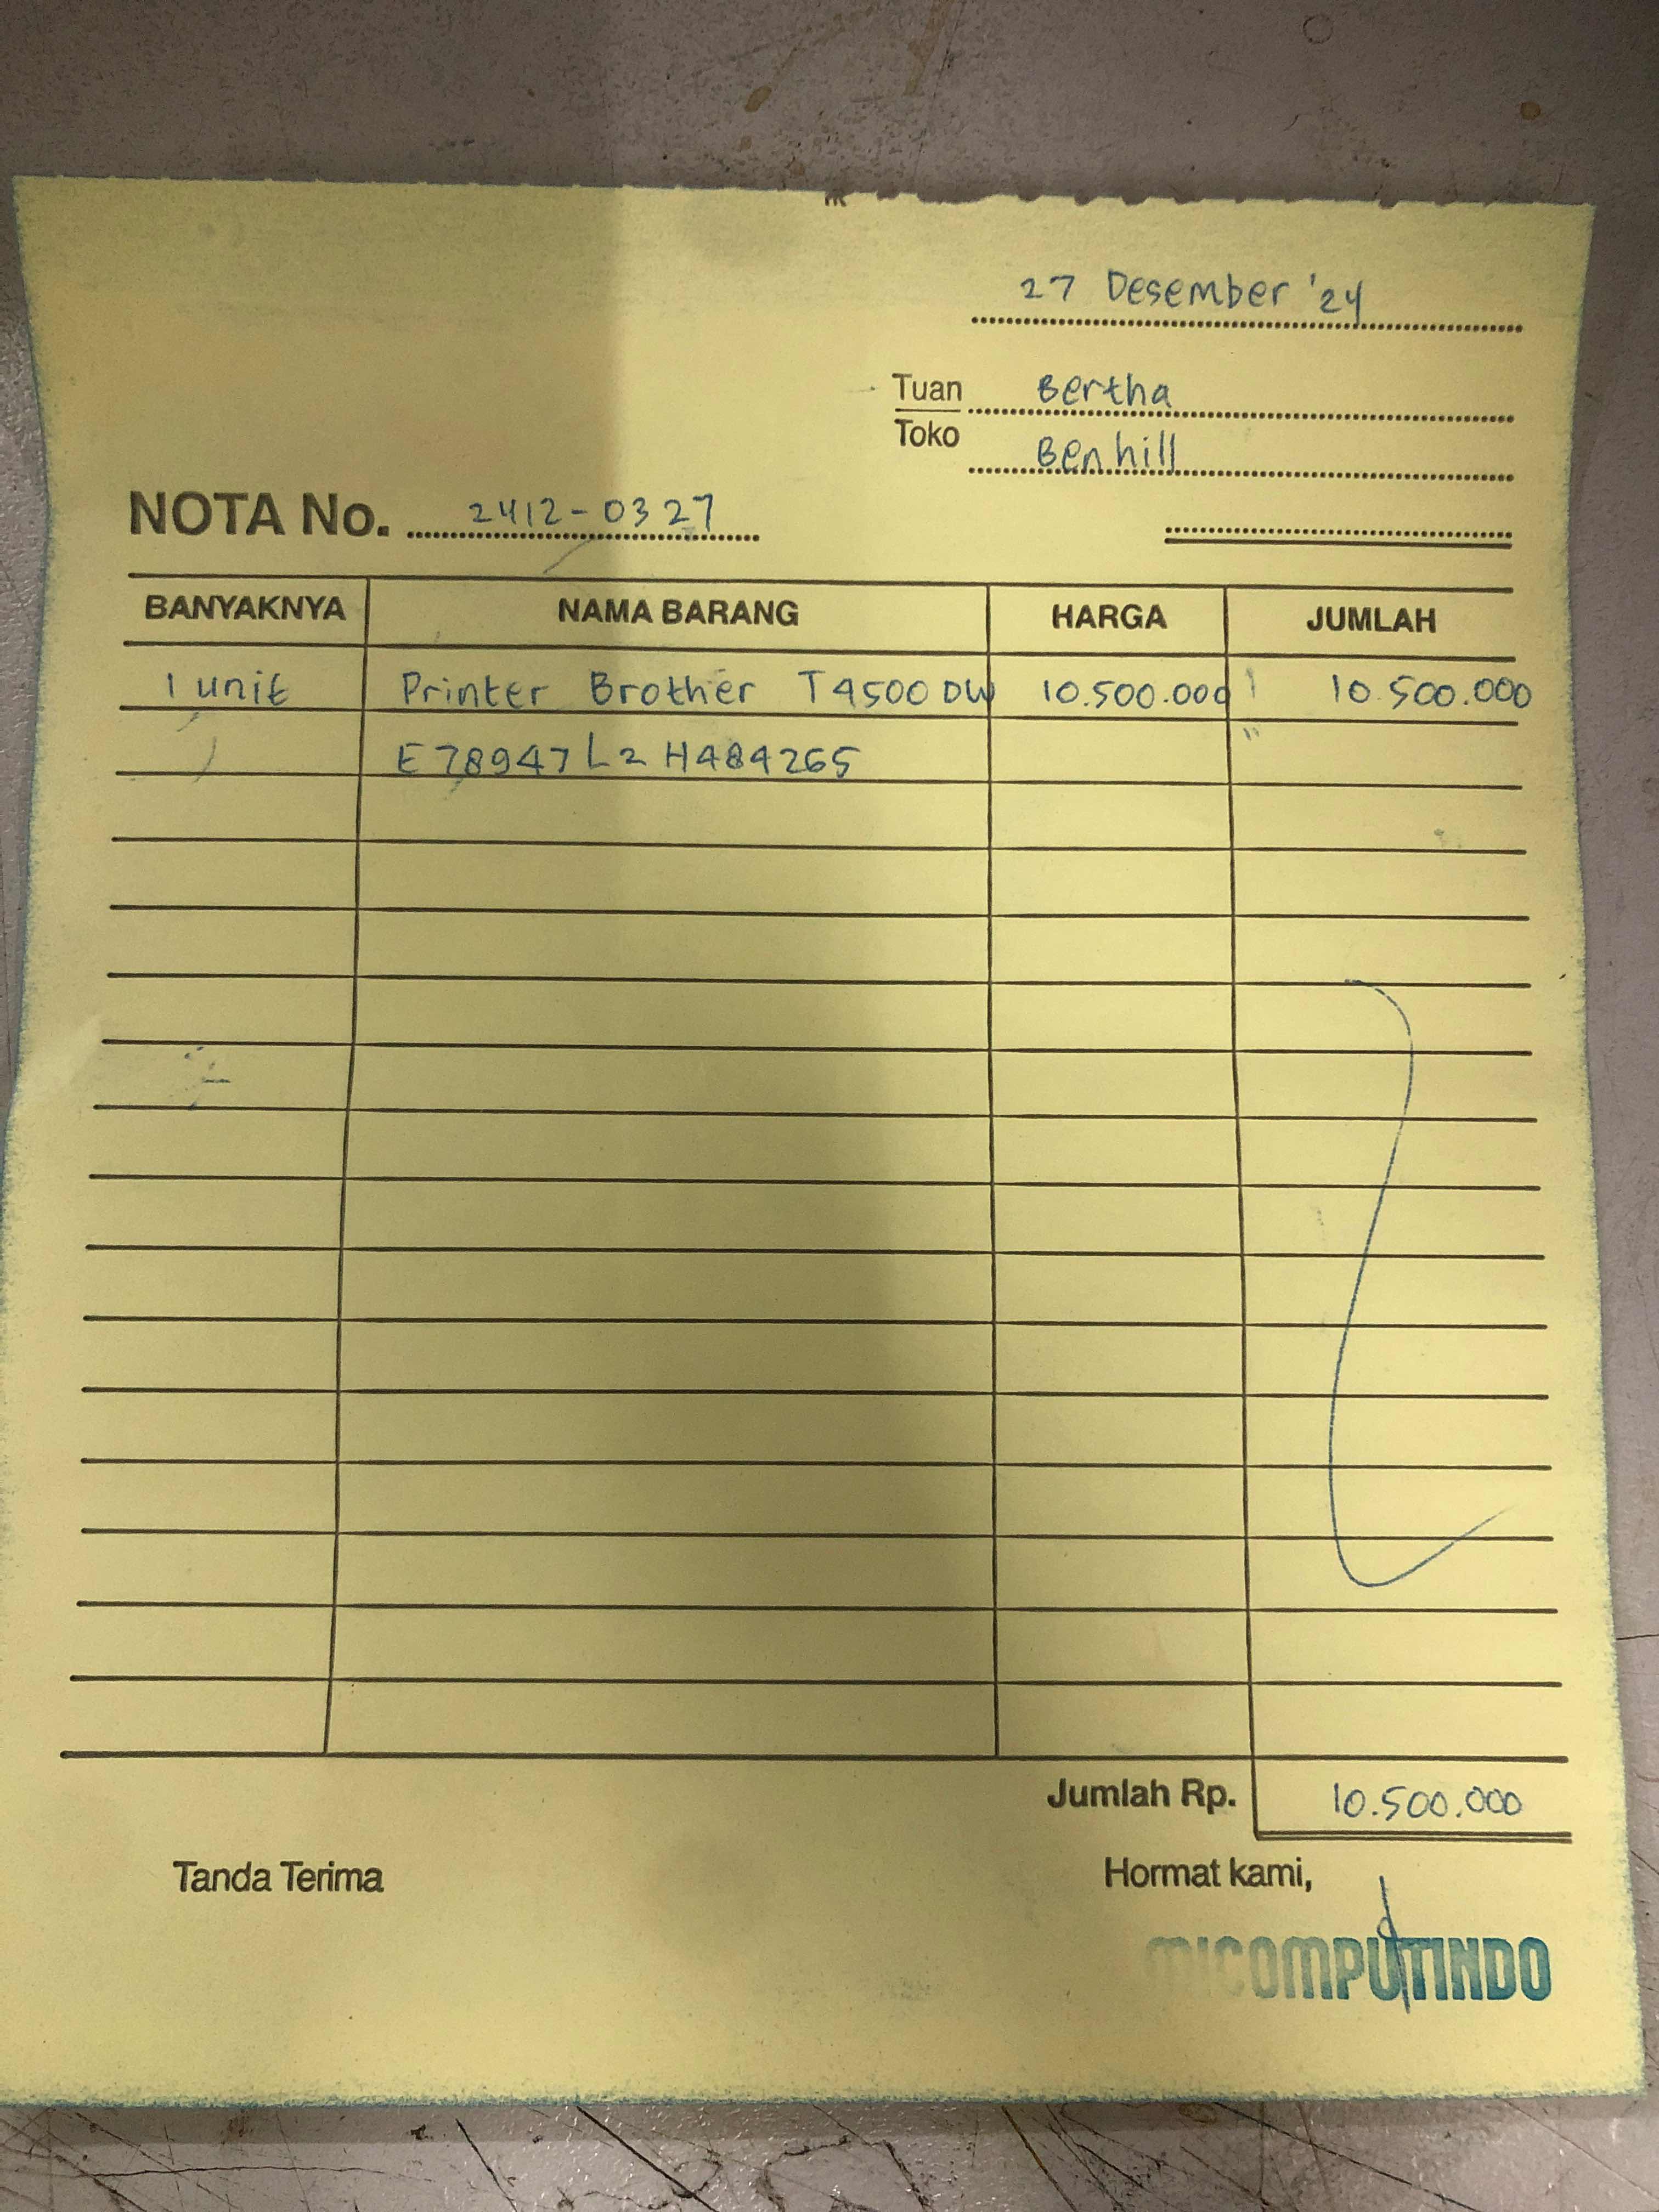 27 Desember '24
Tuan Bertha
Toko Benhill
NOTA No. 2412-0327
BANYAKNYA NAMA BARANG HARGA JUMLAH
1 unit Printer Brother T4500DW 10.500.000 10.500.000
E78947L2H484265
Jumlah Rp. 10.500.000
Tanda Terima Hormat kami,
MICOMPUTINDO